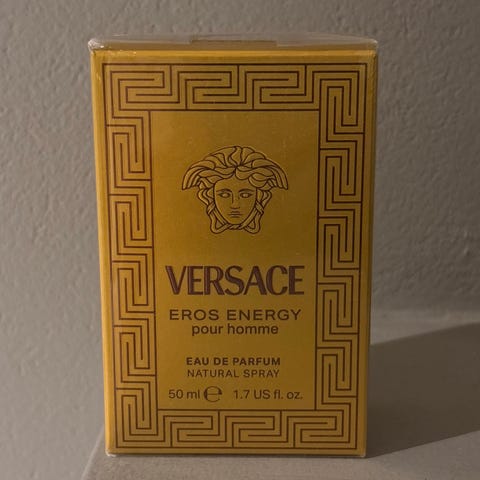 VERSACE
EROS ENERGY
pour homme
EAU DE PARFUM
NATURAL SPRAY
50 ml ℮ 1.7 US fl. oz.